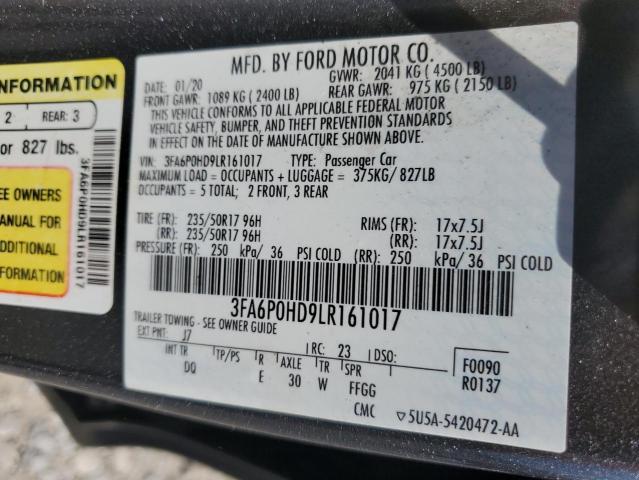 NFORMATION
2 REAR: 3
or 827 lbs.
EE OWNERS
ANUAL FOR
DDITIONAL
FORMATION
3FA6P0HD9LR161017
MFD. BY FORD MOTOR CO.
DATE: 01/20 GVWR: 2041 KG ( 4500 LB)
FRONT GAWR: 1089 KG ( 2400 LB) REAR GAWR: 975 KG ( 2150 LB)
THIS VEHICLE CONFORMS TO ALL APPLICABLE FEDERAL MOTOR
VEHICLE SAFETY, BUMPER, AND THEFT PREVENTION STANDARDS
IN EFFECT ON THE DATE OF MANUFACTURE SHOWN ABOVE.
VIN: 3FA6P0HD9LR161017 TYPE: Passenger Car
MAXIMUM LOAD = OCCUPANTS + LUGGAGE = 375KG/ 827LB
OCCUPANTS = 5 TOTAL; 2 FRONT, 3 REAR
TIRE (FR): 235/50R17 96H RIMS (FR): 17x7.5J
(RR): 235/50R17 96H (RR): 17x7.5J
PRESSURE (FR): 250 kPa/ 36 PSI COLD (RR): 250 kPa/ 36 PSI COLD
3FA6P0HD9LR161017
TRAILER TOWING - SEE OWNER GUIDE
EXT PNT: J7 RC: 23 DSO: F0090
INT TR TP/PS R AXLE TR SPR R0137
DQ E 30 W FFGG
CMC ▽5U5A-5420472-AA